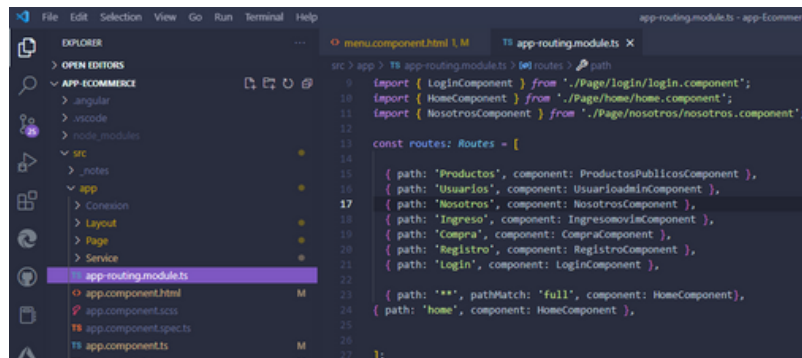 File Edit Selection View Go Run Terminal Help
app-routing.module.ts - app-Ecommer
EXPLORER ···
menu.component.html 1, M
TS app-routing.module.ts ×
> OPEN EDITORS
src > app > TS app-routing.module.ts > routes > path
APP-ECOMMERCE
> .angular
> .vscode
> node_modules
src
> _notes
app
> Conexion
> Layout
> Page
> Service
TS app-routing.module.ts
<> app.component.html M
app.component.scss
TS app.component.spec.ts
TS app.component.ts M
25
9 import { LoginComponent } from './Page/login/login.component';
10 import { HomeComponent } from './Page/home/home.component';
11 import { NosotrosComponent } from './Page/nosotros/nosotros.component'
12
13 const routes: Routes = [
14
15 { path: 'Productos', component: ProductosPublicosComponent },
16 { path: 'Usuarios', component: UsuarioadminComponent },
17 { path: 'Nosotros', component: NosotrosComponent },
18 { path: 'Ingreso', component: IngresomovimComponent },
19 { path: 'Compra', component: CompraComponent },
20 { path: 'Registro', component: RegistroComponent },
21 { path: 'Login', component: LoginComponent },
22
23 { path: '**', pathMatch: 'full', component: HomeComponent},
24 { path: 'home', component: HomeComponent },
25
26
27 ];